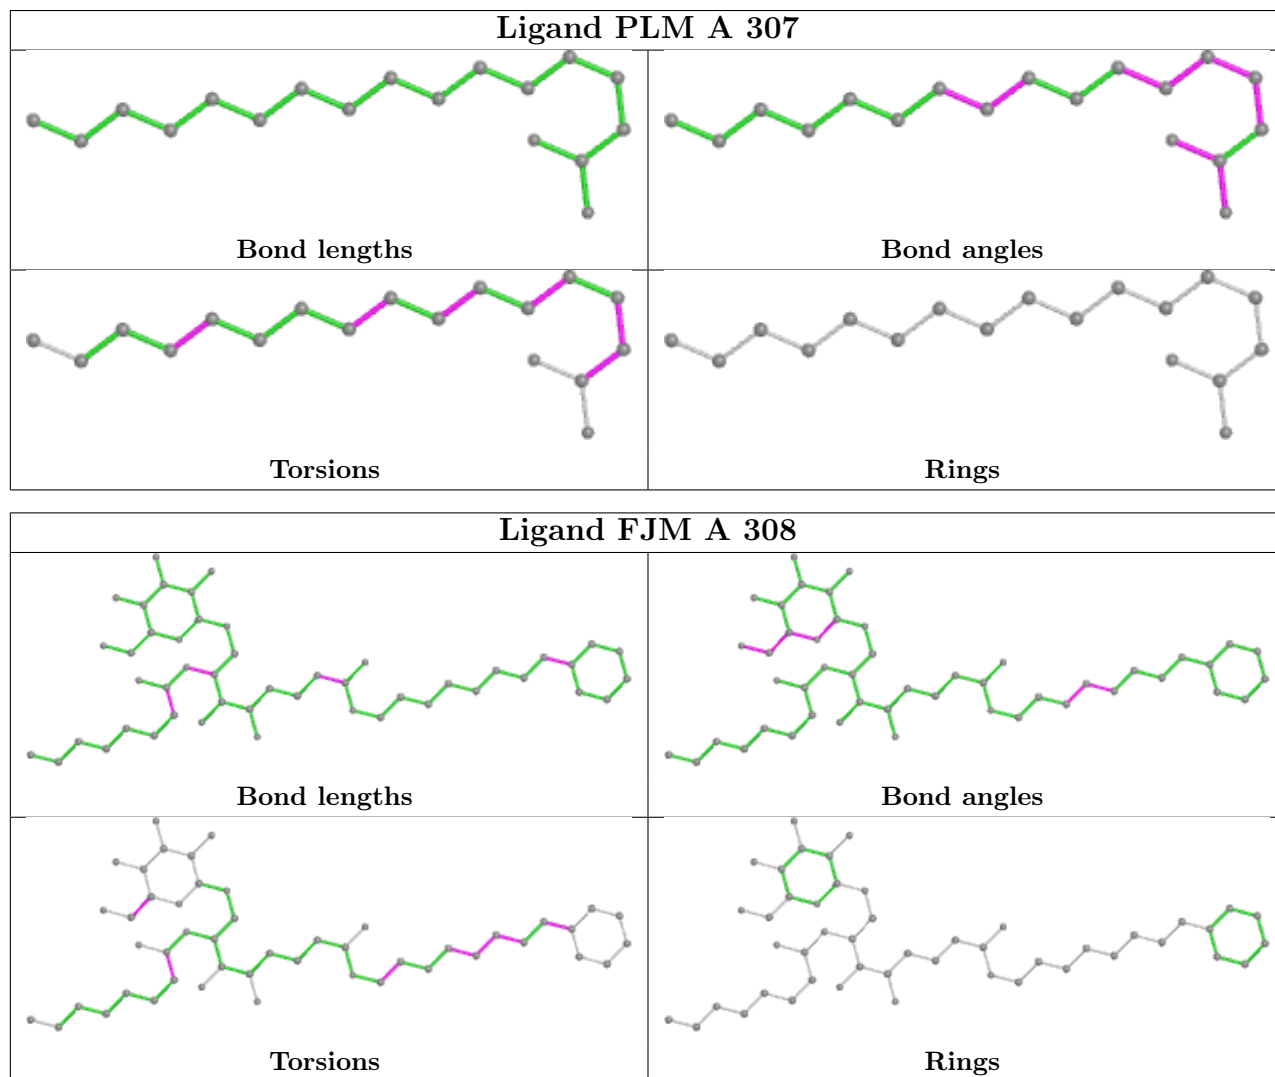 Ligand PLM A 307
Bond lengths
Bond angles
Torsions
Rings
Ligand FJM A 308
Bond lengths
Bond angles
Torsions
Rings